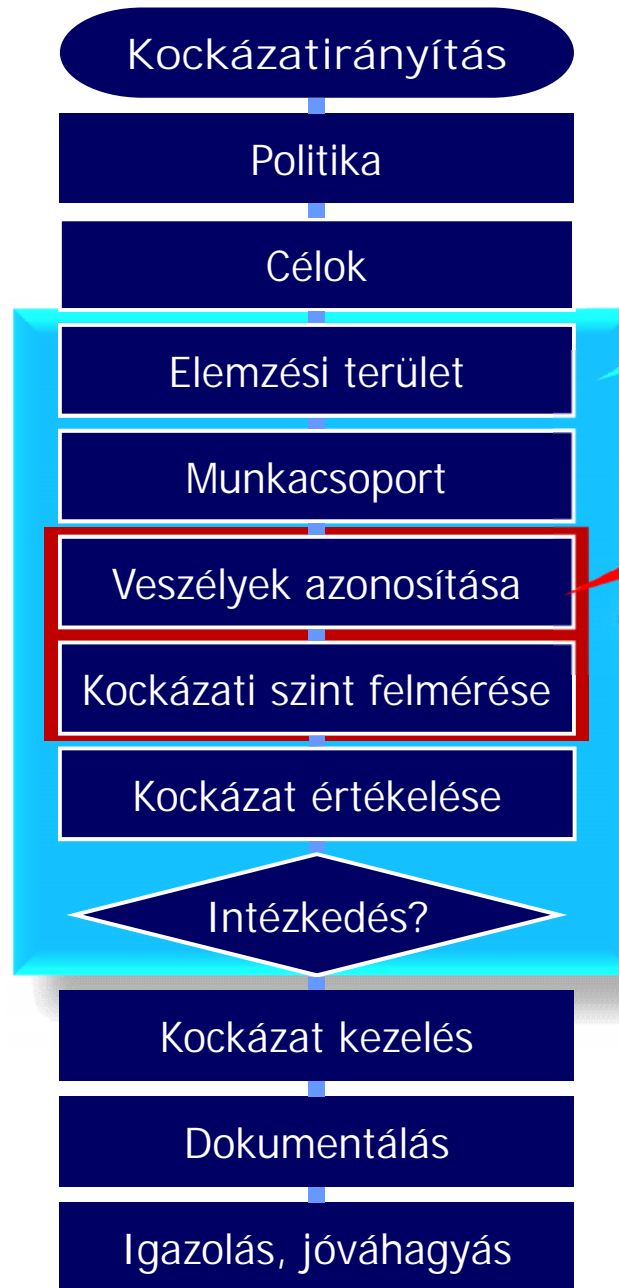 Kockázatirányítás
Politika
Célok
Elemzési terület
Munkacsoport
Veszélyek azonosítása
Kockázati szint felmérése
Kockázat értékelése
Intézkedés?
Kockázat kezelés
Dokumentálás
Igazolás, jóváhagyás